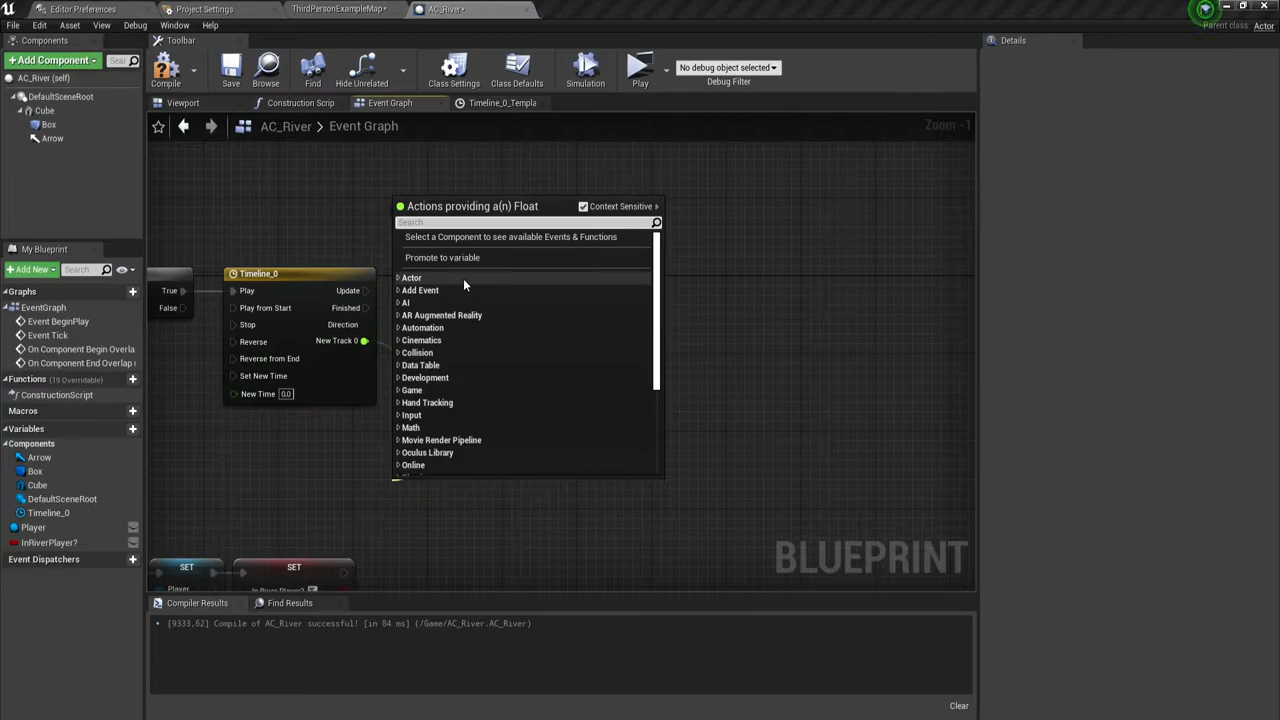 Editor Preferences
Project Settings
ThirdPersonExampleMap*
AC_River*
File Edit Asset View Debug Window Help
Parent class: Actor
Components
Toolbar
Details
+Add Component
Sear
AC_River (self)
DefaultSceneRoot
Cube
Box
Arrow
Compile
Save
Browse
Find
Hide Unrelated
Class Settings
Class Defaults
Simulation
Play
No debug object selected
Debug Filter
Viewport
Construction Scrip
Event Graph
Timeline_0_Templa
AC_River > Event Graph
Zoom -1
Actions providing a(n) Float
Context Sensitive
Search
Select a Component to see available Events & Functions
Promote to variable
Actor
Add Event
AI
AR Augmented Reality
Automation
Cinematics
Collision
Data Table
Development
Game
Hand Tracking
Input
Math
Movie Render Pipeline
Oculus Library
Online
True
False
Timeline_0
Play
Update
Play from Start
Finished
Stop
Direction
Reverse
New Track 0
Reverse from End
Set New Time
New Time 0.0
SET
Player
SET
In River Player?
BLUEPRINT
My Blueprint
+Add New
Search
Graphs
EventGraph
Event BeginPlay
Event Tick
On Component Begin Overla
On Component End Overlap (
Functions (19 Overridable)
ConstructionScript
Macros
Variables
Components
Arrow
Box
Cube
DefaultSceneRoot
Timeline_0
Player
InRiverPlayer?
Event Dispatchers
Compiler Results
Find Results
[9333.62] Compile of AC_River successful! [in 84 ms] (/Game/AC_River.AC_River)
Clear